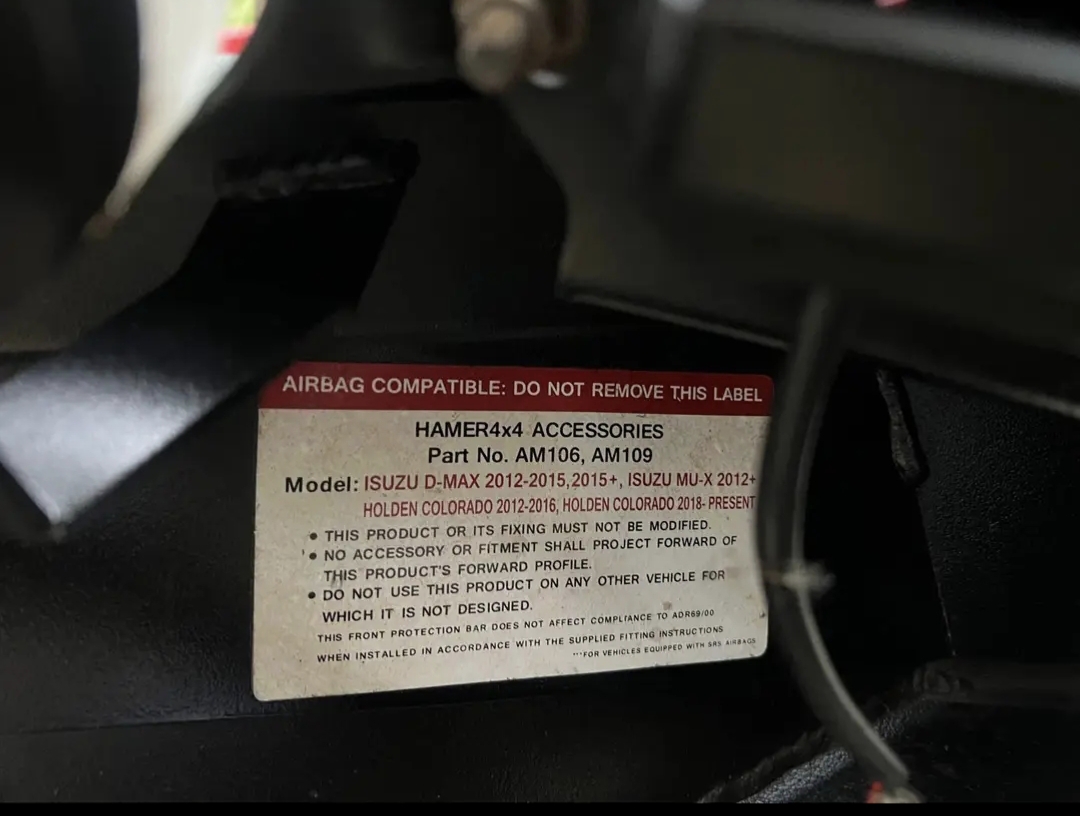 AIRBAG COMPATIBLE: DO NOT REMOVE THIS LABEL
HAMER4x4 ACCESSORIES
Part No. AM106, AM109
Model: ISUZU D-MAX 2012-2015,2015+, ISUZU MU-X 2012+
HOLDEN COLORADO 2012-2016, HOLDEN COLORADO 2018- PRESENT
• THIS PRODUCT OR ITS FIXING MUST NOT BE MODIFIED.
• NO ACCESSORY OR FITMENT SHALL PROJECT FORWARD OF
THIS PRODUCT'S FORWARD PROFILE.
• DO NOT USE THIS PRODUCT ON ANY OTHER VEHICLE FOR
WHICH IT IS NOT DESIGNED.
THIS FRONT PROTECTION BAR DOES NOT AFFECT COMPLIANCE TO ADR69/00
WHEN INSTALLED IN ACCORDANCE WITH THE SUPPLIED FITTING INSTRUCTIONS
***FOR VEHICLES EQUIPPED WITH SRS AIRBAGS